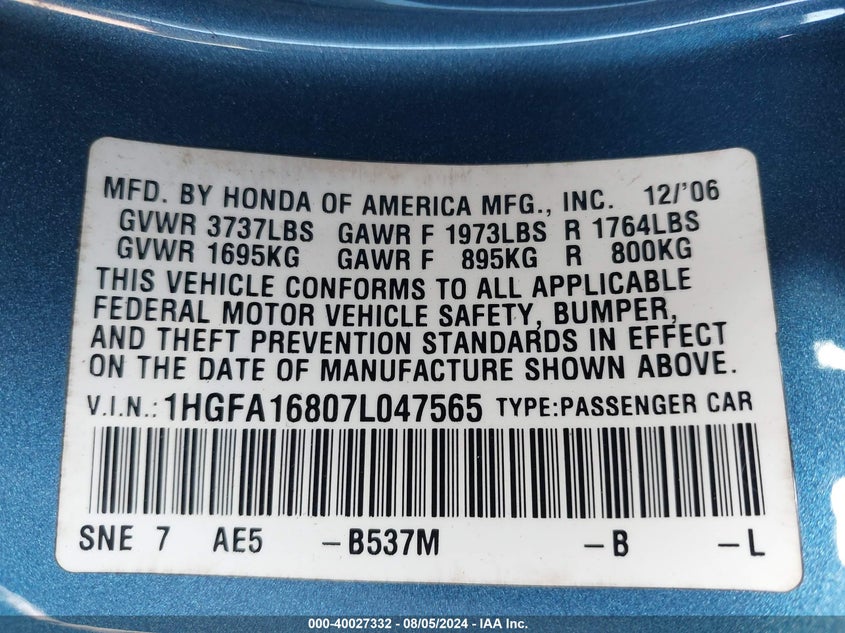 MFD. BY HONDA OF AMERICA MFG., INC. 12/'06
GVWR 3737LBS GAWR F 1973LBS R 1764LBS
GVWR 1695KG GAWR F 895KG R 800KG
THIS VEHICLE CONFORMS TO ALL APPLICABLE
FEDERAL MOTOR VEHICLE SAFETY, BUMPER,
AND THEFT PREVENTION STANDARDS IN EFFECT
ON THE DATE OF MANUFACTURE SHOWN ABOVE.
V.I.N.: 1HGFA16807L047565 TYPE:PASSENGER CAR
SNE 7 AE5 -B537M -B -L
000-40027332 - 08/05/2024 - IAA Inc.